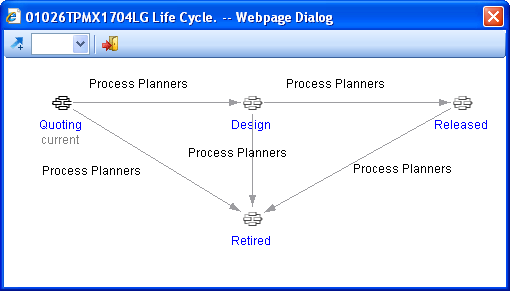 01026TPMX1704LG Life Cycle. -- Webpage Dialog
Process Planners
Process Planners
Quoting
Design
Released
current
Process Planners
Process Planners
Process Planners
Retired